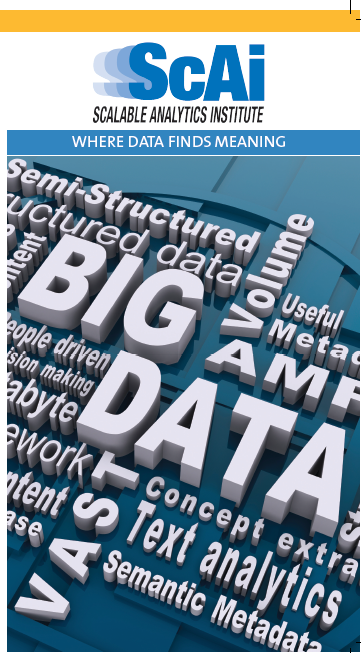 ScAi
SCALABLE ANALYTICS INSTITUTE
WHERE DATA FINDS MEANING
Semi-Structured
uctured data
Volume
BIG
Useful
Metad
AMP
people driven
ision making
abyte
DATA
ework
ntent
ase
VAST
Concept extra
Text analytics
Semantic Metadata